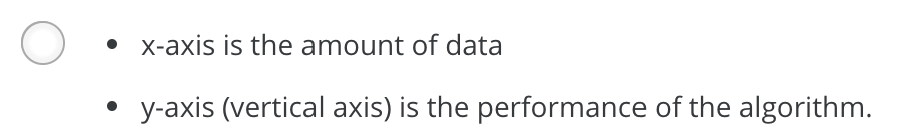 • x-axis is the amount of data
• y-axis (vertical axis) is the performance of the algorithm.